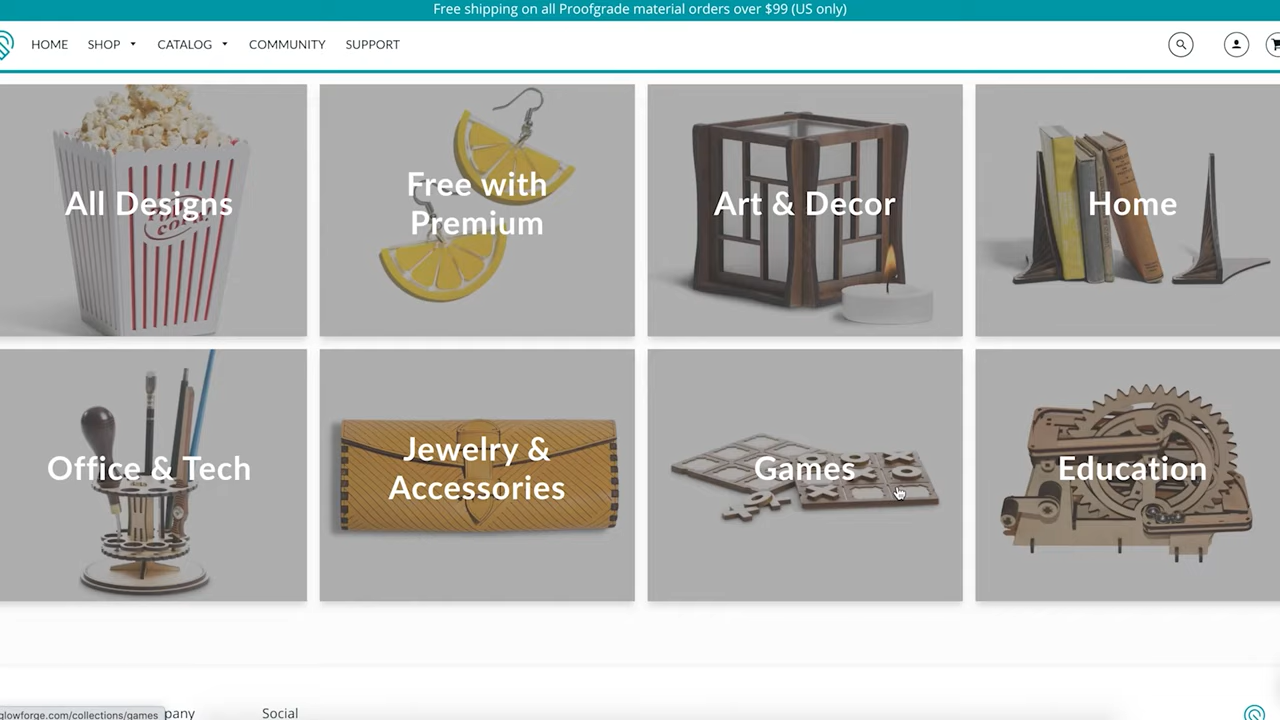 Free shipping on all Proofgrade material orders over $99 (US only)
HOME SHOP CATALOG COMMUNITY SUPPORT
All Designs
Free with
Premium
Art & Decor
Home
Office & Tech
Jewelry &
Accessories
Games
Education
pany Social
glowforge.com/collections/games